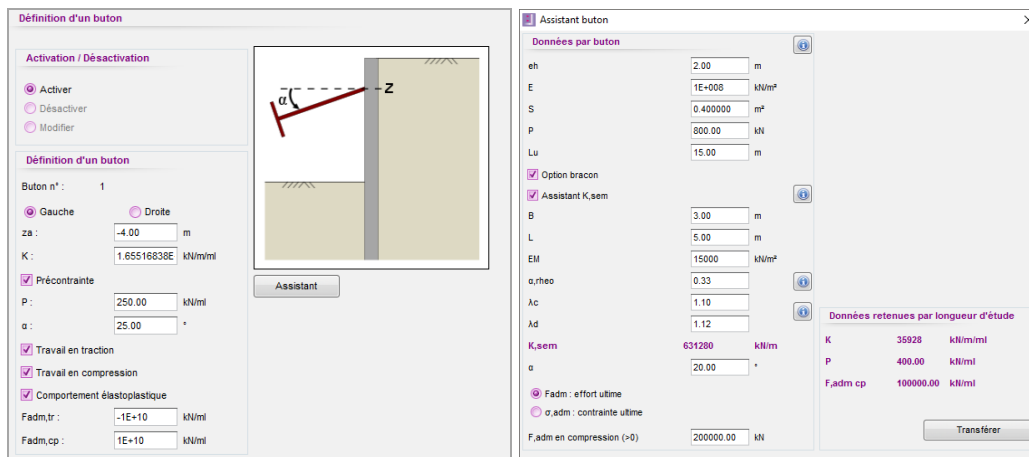 Définition d'un buton
Activation / Désactivation
Activer
Désactiver
Modifier
α
Z
Assistant
Définition d'un buton
Buton n° : 1
Gauche Droite
za : -4.00 m
K : 1.65516838E kN/m/ml
Précontrainte
P : 250.00 kN/ml
α : 25.00 °
Travail en traction
Travail en compression
Comportement élastoplastique
Fadm,tr : -1E+10 kN/ml
Fadm,cp : 1E+10 kN/ml
Assistant buton
Données par buton
eh 2.00 m
E 1E+008 kN/m²
S 0.400000 m²
P 800.00 kN
Lu 15.00 m
Option bracon
Assistant K,sem
B 3.00 m
L 5.00 m
EM 15000 kN/m²
α,rheo 0.33
λc 1.10
λd 1.12
K,sem 631280 kN/m
α 20.00 °
Fadm : effort ultime
σ,adm : contrainte ultime
F,adm en compression (>0) 200000.00 kN
Données retenues par longueur d'étude
K 35928 kN/m/ml
P 400.00 kN/ml
F,adm cp 100000.00 kN/ml
Transférer